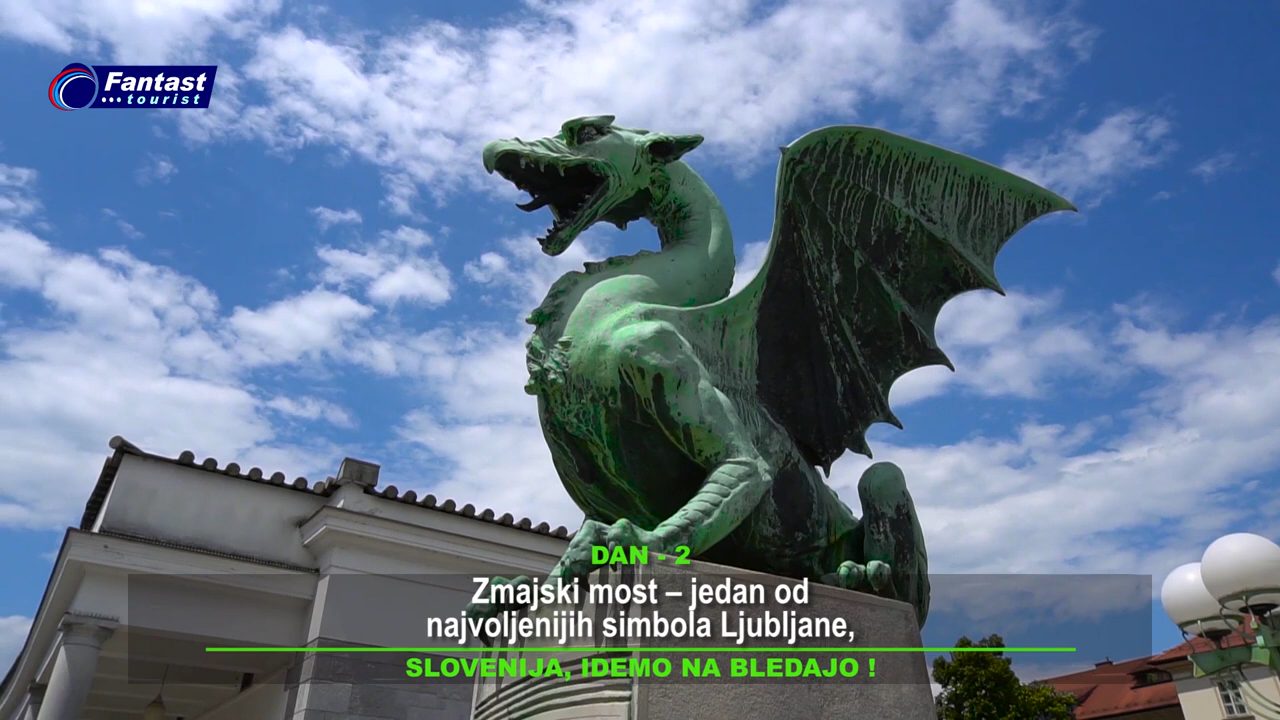 Fantast
...tourist
DAN - 2
Zmajski most – jedan od
najvoljenijih simbola Ljubljane,
SLOVENIJA, IDEMO NA BLEDAJO !